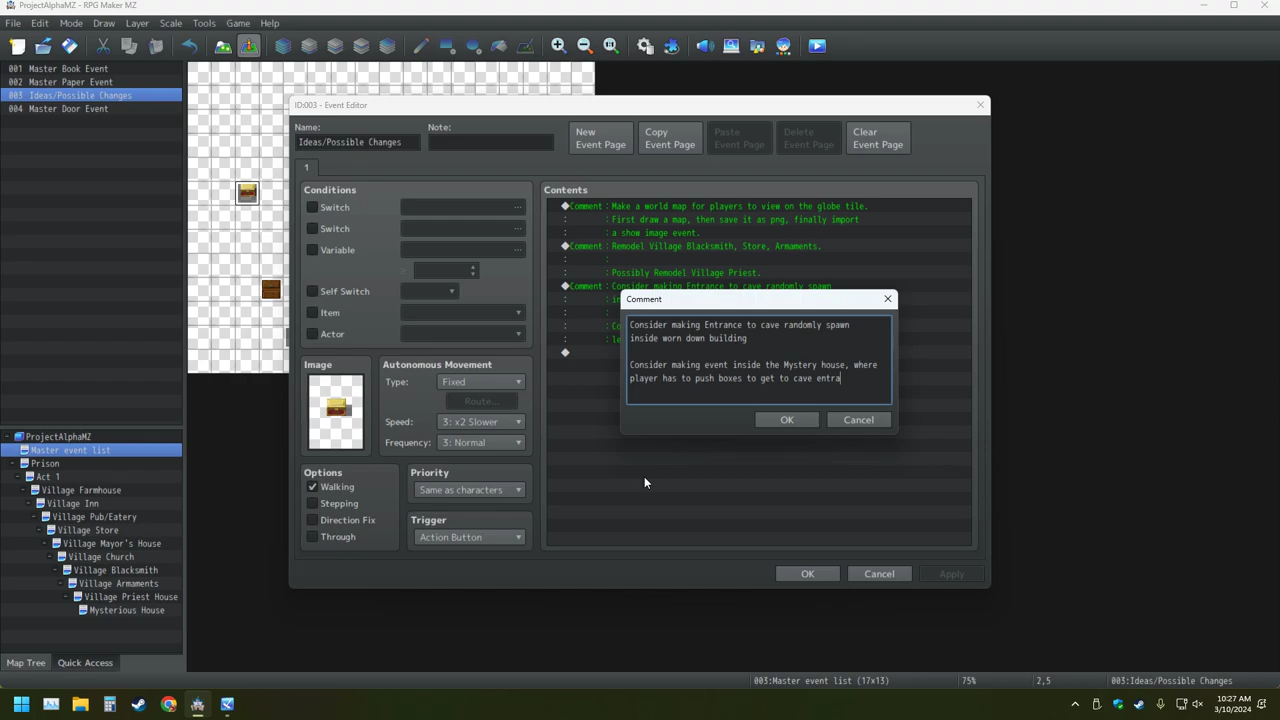 ProjectAlphaMZ - RPG Maker MZ
File Edit Mode Draw Layer Scale Tools Game Help
001 Master Book Event
002 Master Paper Event
003 Ideas/Possible Changes
004 Master Door Event
ID:003 - Event Editor
Name: Note:
Ideas/Possible Changes
New Event Page
Copy Event Page
Paste Event Page
Delete Event Page
Clear Event Page
1
Conditions
Switch ...
Switch ...
Variable ...
≥
Self Switch
Item
Actor
Image
Autonomous Movement
Type: Fixed
Route...
Speed: 3: x2 Slower
Frequency: 3: Normal
Options
Walking
Stepping
Direction Fix
Through
Priority
Same as characters
Trigger
Action Button
Contents
◆Comment : Make a world map for players to view on the globe tile.
: : First draw a map, then save it as png, finally import
: : a show image event.
◆Comment : Remodel Village Blacksmith, Store, Armaments.
: :
: : Possibly Remodel Village Priest.
◆Comment : Consider making Entrance to cave randomly spawn
: : in
: :
: : Co
: : le
◆
Comment
Consider making Entrance to cave randomly spawn
inside worn down building
Consider making event inside the Mystery house, where
player has to push boxes to get to cave entra
OK Cancel
OK Cancel Apply
ProjectAlphaMZ
Master event list
Prison
Act 1
Village Farmhouse
Village Inn
Village Pub/Eatery
Village Store
Village Mayor's House
Village Church
Village Blacksmith
Village Armaments
Village Priest House
Mysterious House
Map Tree Quick Access
003:Master event list (17x13) 75% 2,5 003:Ideas/Possible Changes
10:27 AM
3/10/2024